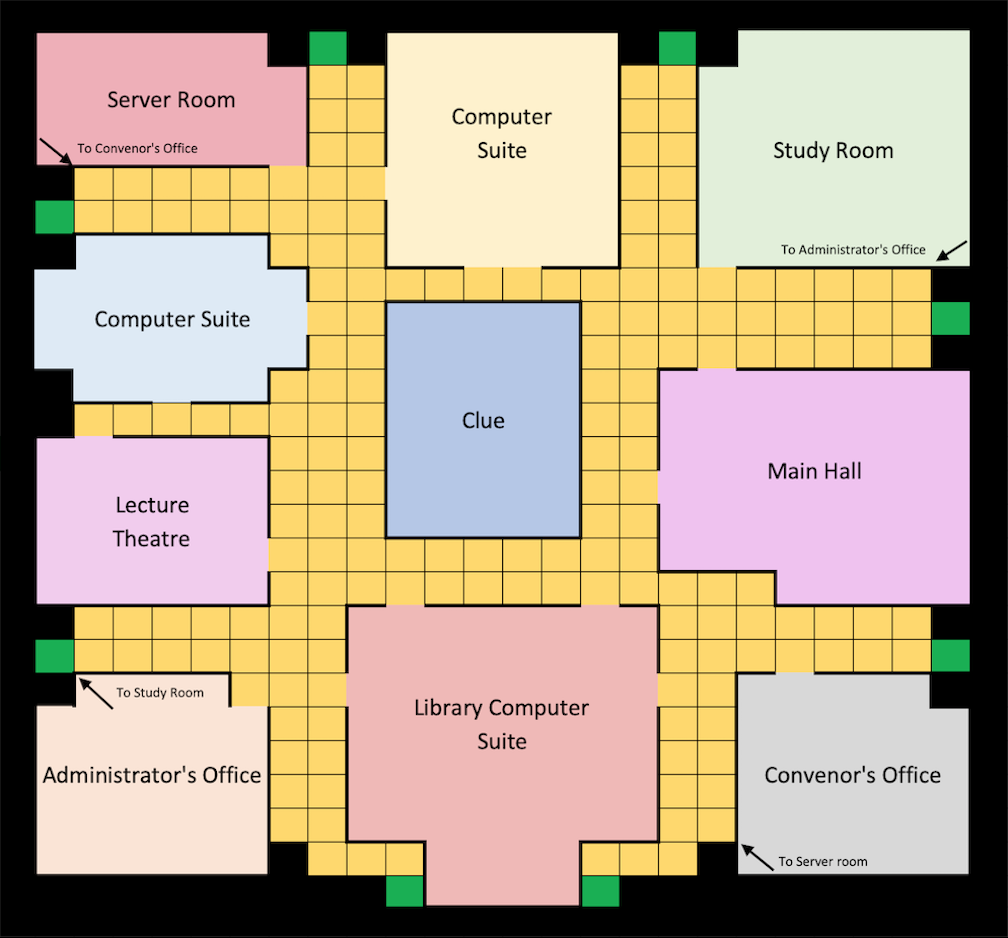 Server Room
To Convenor's Office
Computer
Suite
Study Room
To Administrator's Office
Computer Suite
Clue
Main Hall
Lecture
Theatre
To Study Room
Library Computer
Suite
Administrator's Office
Convenor's Office
To Server room